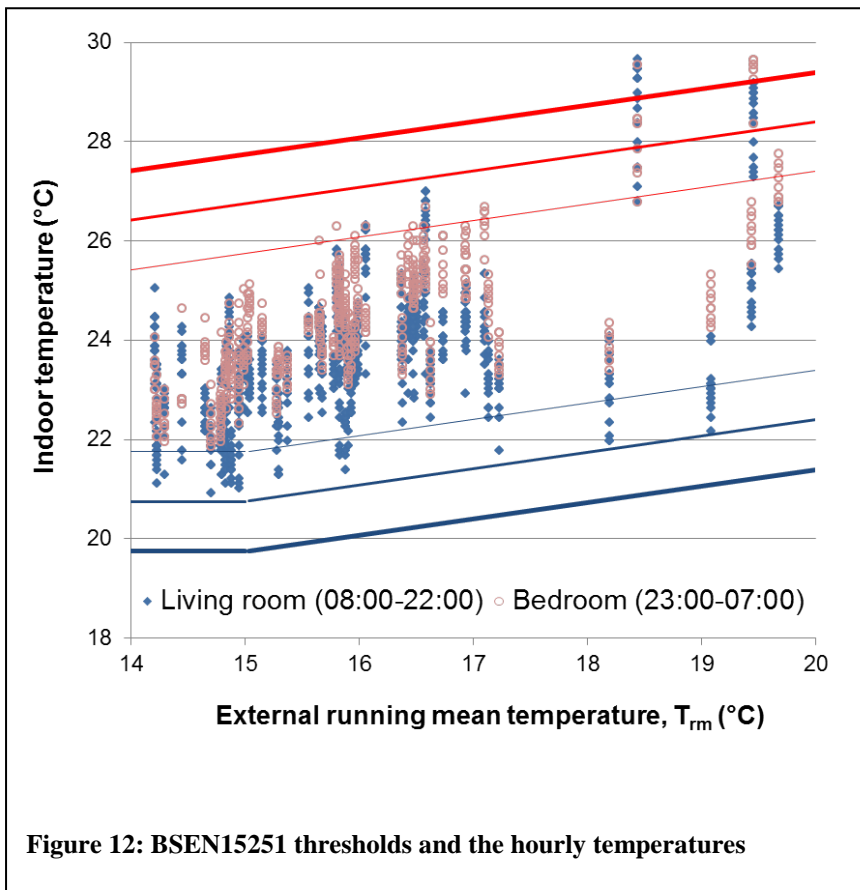 30
28
26
24
22
20
18
Indoor temperature (°C)
Living room (08:00-22:00) Bedroom (23:00-07:00)
14 15 16 17 18 19 20
External running mean temperature, Trm (°C)
Figure 12: BSEN15251 thresholds and the hourly temperatures